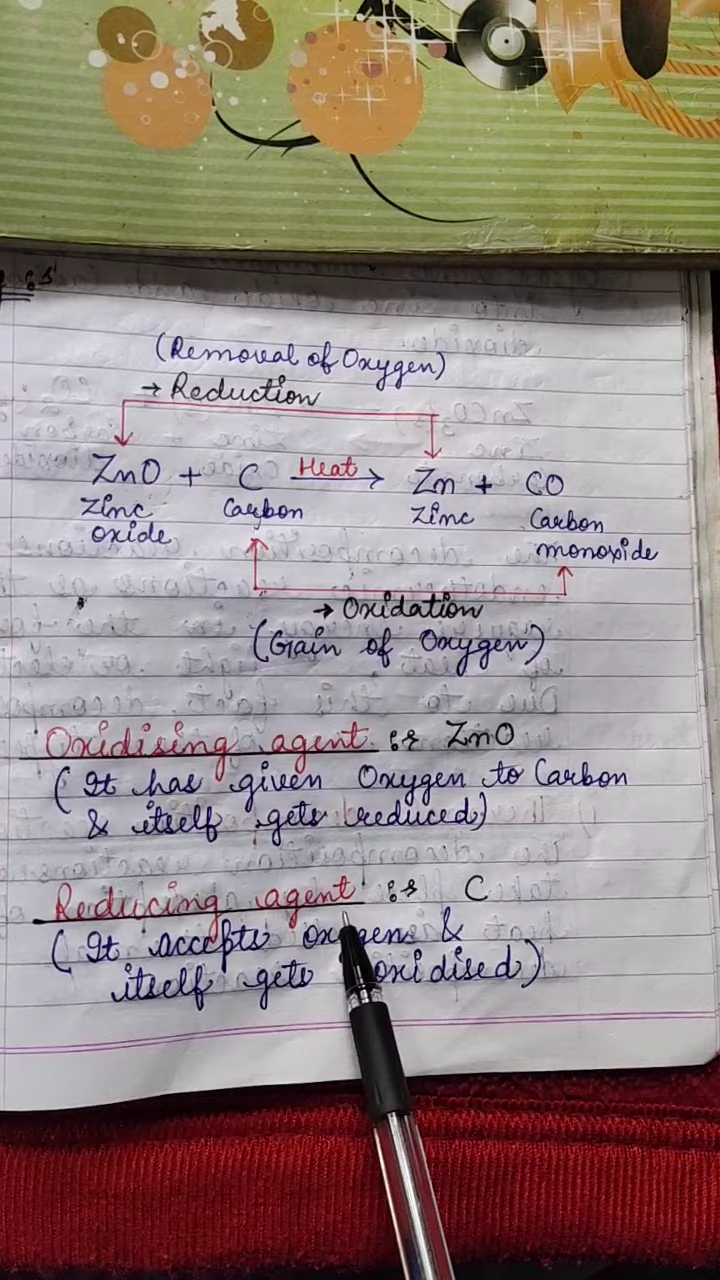 (Removal of Oxygen)
→ Reduction
ZnO + C Heat→ Zn + CO
Zinc oxide Carbon Zinc Carbon monoxide
→ Oxidation
(Gain of Oxygen)
Oxidising agent :→ ZnO
(It has given Oxygen to Carbon
& itself gets reduced)
Reducing agent :→ C
(It accepts oxygen &
itself gets oxidised)